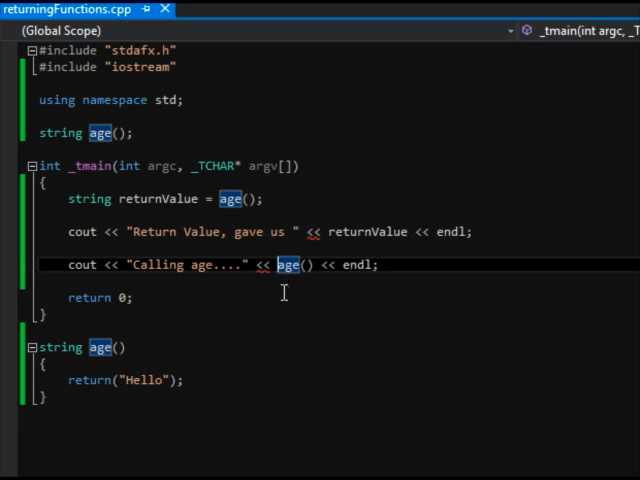 returningFunctions.cpp
(Global Scope) _tmain(int argc, _T
#include "stdafx.h"
#include "iostream"
using namespace std;
string age();
int _tmain(int argc, _TCHAR* argv[])
{
string returnValue = age();
cout << "Return Value, gave us " << returnValue << endl;
cout << "Calling age...." << age() << endl;
return 0;
}
string age()
{
return("Hello");
}